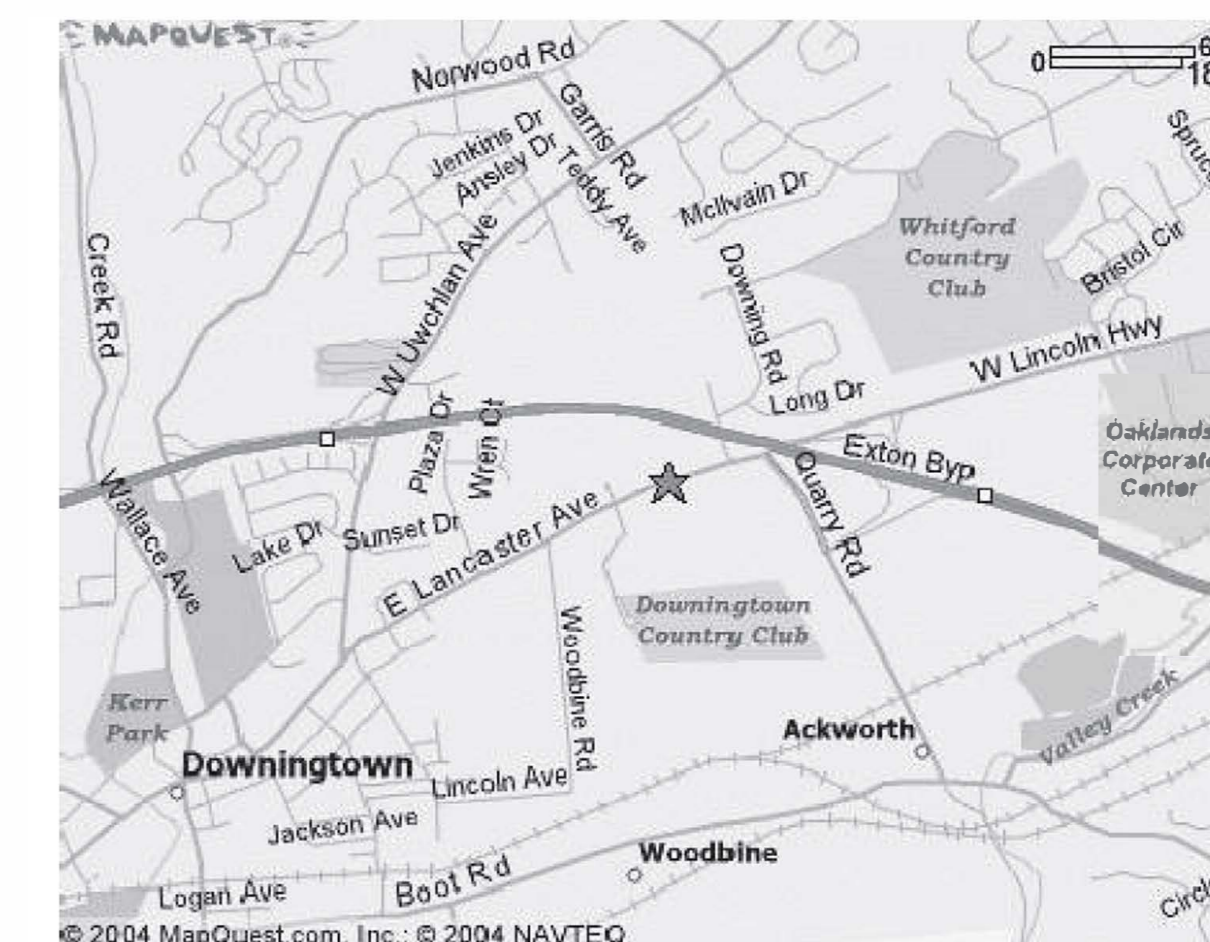 MAPQUEST
Norwood Rd
0
Garris Rd
Jenkins Dr
Ansley Dr
Teddy Ave
McIlvain Dr
Whitford
Country
Club
Bristol Cir
Creek Rd
W Uwchlan Ave
Downing Rd
W Lincoln Hwy
Long Dr
Plaza Dr
Wren Ct
Exton Byp
Oaklands
Corporate
Center
Quarry Rd
Wallace Ave
Lake Dr
Sunset Dr
E Lancaster Ave
Woodbine Rd
Downingtown
Country Club
Kerr
Park
Valley Creek
Ackworth
Downingtown
Lincoln Ave
Jackson Ave
Woodbine
Boot Rd
Logan Ave
© 2004 MapQuest.com, Inc.; © 2004 NAVTEQ